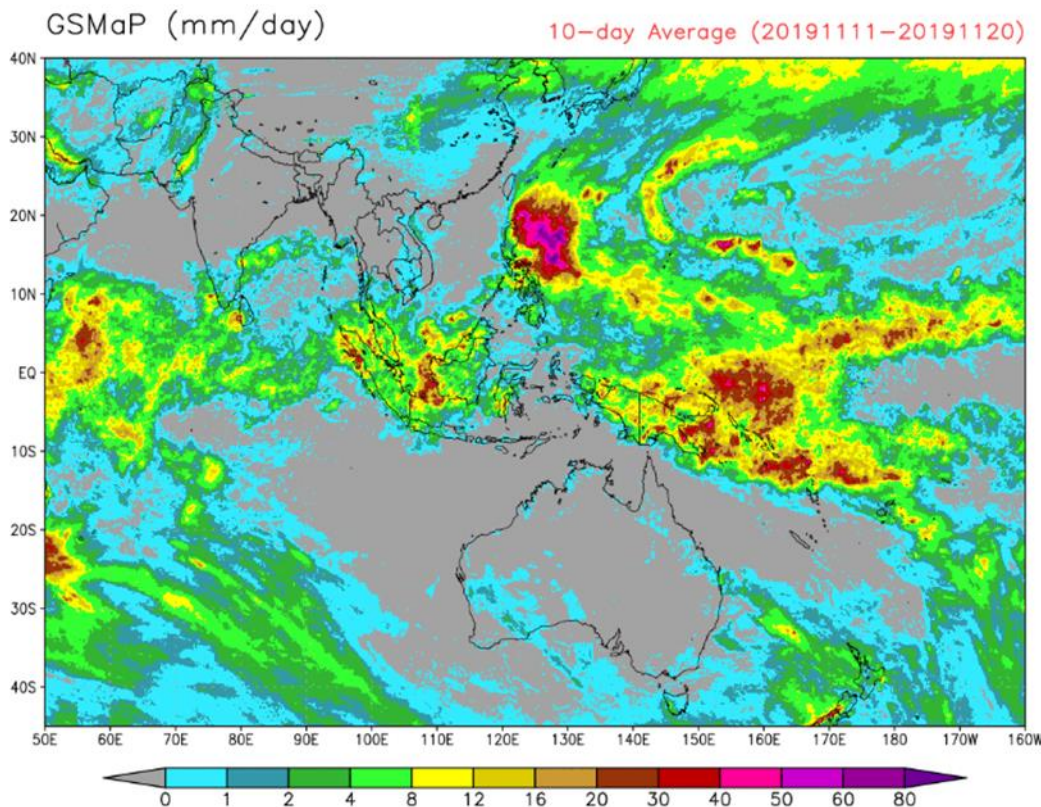 GSMaP (mm/day)
10-day Average (20191111-20191120)
40N
30N
20N
10N
EQ
10S
20S
30S
40S
50E 60E 70E 80E 90E 100E 110E 120E 130E 140E 150E 160E 170E 180 170W 160W
0 1 2 4 8 12 16 20 30 40 50 60 80